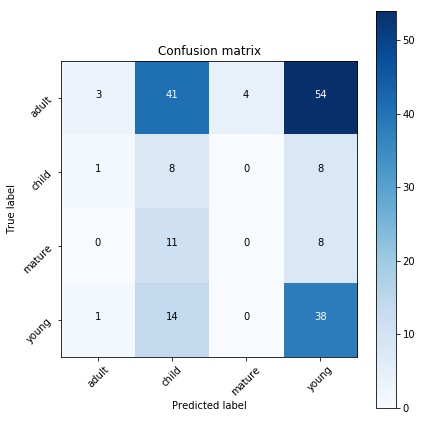 Confusion matrix
True label
adult 3 41 4 54
child 1 8 0 8
mature 0 11 0 8
young 1 14 0 38
adult child mature young
Predicted label
50
40
30
20
10
0